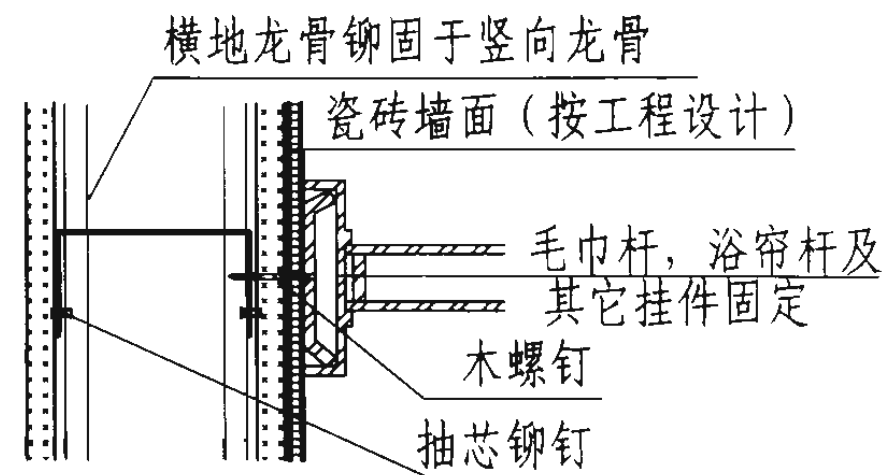 横地龙骨铆固于竖向龙骨
瓷砖墙面（按工程设计）
毛巾杆，浴帘杆及
其它挂件固定
木螺钉
抽芯铆钉